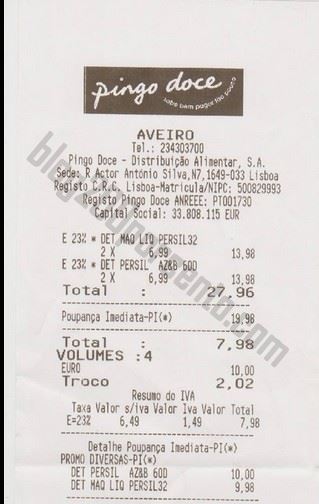 pingo doce
sabe bem pagar tão pouco
AVEIRO
Tel.: 234303700
Pingo Doce - Distribuição Alimentar, S.A.
Sede: R Actor António Silva,N7,1649-033 Lisboa
Registo C.R.C. Lisboa-Matricula/NIPC: 500829993
Registo Pingo Doce ANREEE: PT001730
Capital Social: 33.808.115 EUR
E 23% * DET MAQ LIQ PERSIL32
2 X 6,99 13,98
E 23% * DET PERSIL AZ&B 60D
2 X 6,99 13,98
Total : 27,96
Poupança Imediata-PI(*) 19,98
Total : 7,98
VOLUMES :4
EURO 10,00
Troco 2,02
Resumo do IVA
Taxa Valor s/iva Valor Iva Valor Total
E=23% 6,49 1,49 7,98
Detalhe Poupança Imediata-PI(*)
PROMO DIVERSAS-PI(*)
DET PERSIL AZ&B 60D 10,00
DET MAQ LIQ PERSIL32 9,98